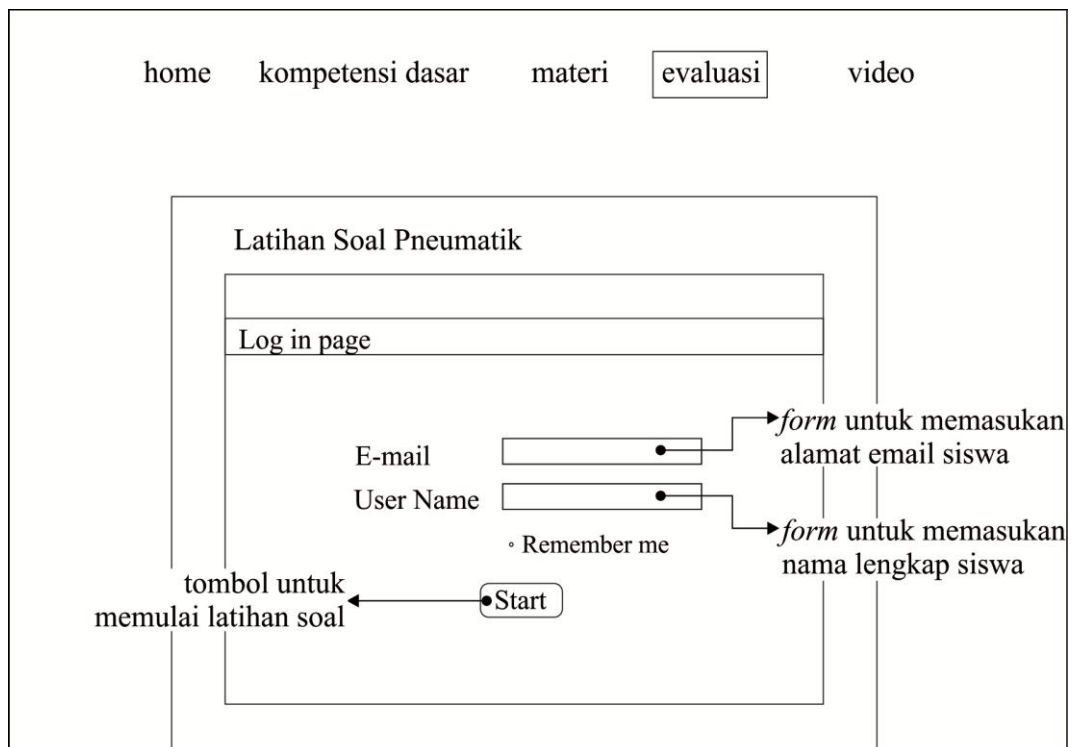 home kompetensi dasar materi evaluasi video
Latihan Soal Pneumatik
Log in page
E-mail
form untuk memasukan
alamat email siswa
User Name
form untuk memasukan
nama lengkap siswa
Remember me
tombol untuk
memulai latihan soal
Start